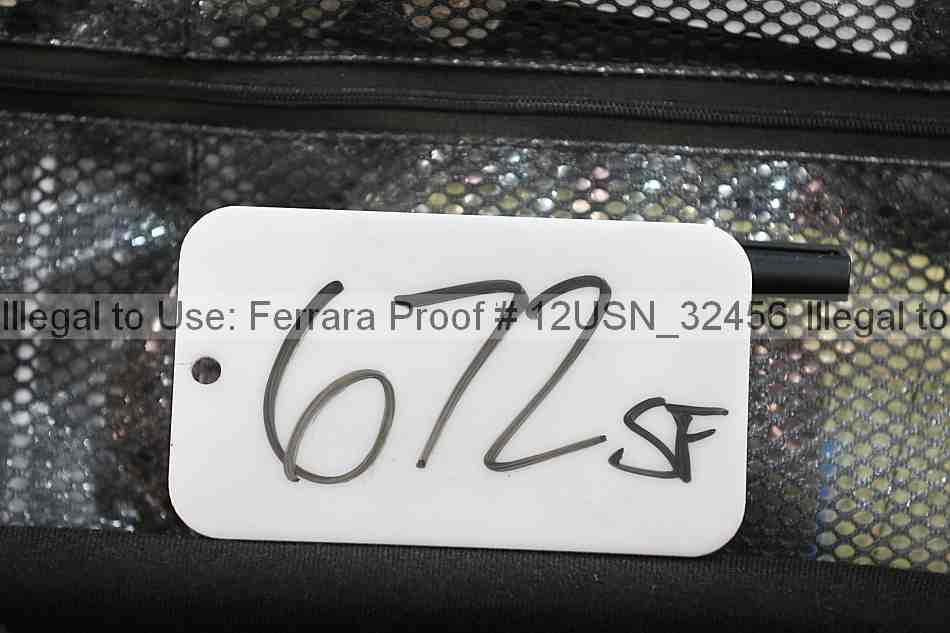 Illegal to Use: Ferrara Proof # 12USN_32456 Illegal to
672 SF